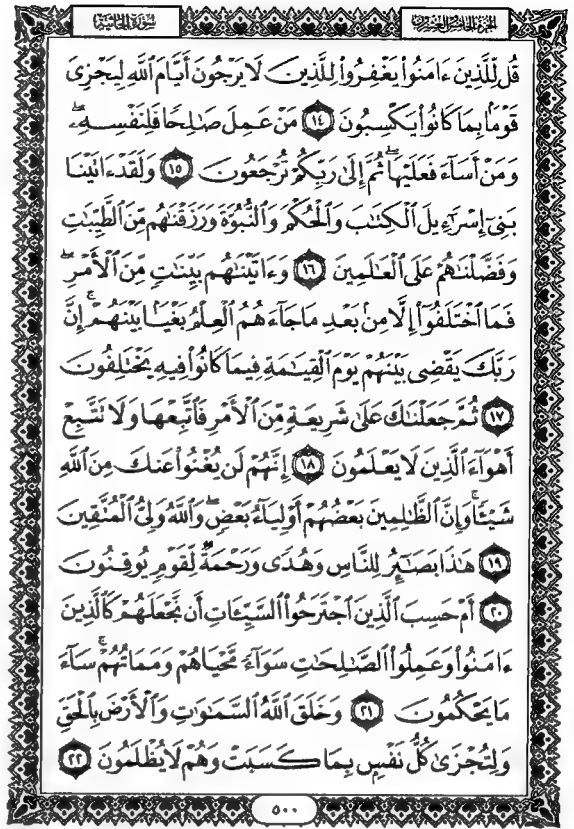 الجزء الخامس والعشرون
سورة الجاثية
قُل لِّلَّذِينَ ءَامَنُوا۟ يَغْفِرُوا۟ لِلَّذِينَ لَا يَرْجُونَ أَيَّامَ ٱللَّهِ لِيَجْزِىَ
قَوْمًۢا بِمَا كَانُوا۟ يَكْسِبُونَ ١٤ مَنْ عَمِلَ صَـٰلِحًا فَلِنَفْسِهِۦ ۖ
وَمَنْ أَسَآءَ فَعَلَيْهَا ۖ ثُمَّ إِلَىٰ رَبِّكُمْ تُرْجَعُونَ ١٥ وَلَقَدْ ءَاتَيْنَا
بَنِىٓ إِسْرَٰٓءِيلَ ٱلْكِتَـٰبَ وَٱلْحُكْمَ وَٱلنُّبُوَّةَ وَرَزَقْنَـٰهُم مِّنَ ٱلطَّيِّبَـٰتِ
وَفَضَّلْنَـٰهُمْ عَلَى ٱلْعَـٰلَمِينَ ١٦ وَءَاتَيْنَـٰهُم بَيِّنَـٰتٍ مِّنَ ٱلْأَمْرِ ۖ
فَمَا ٱخْتَلَفُوٓا۟ إِلَّا مِنۢ بَعْدِ مَا جَآءَهُمُ ٱلْعِلْمُ بَغْيًۢا بَيْنَهُمْ ۚ إِنَّ
رَبَّكَ يَقْضِى بَيْنَهُمْ يَوْمَ ٱلْقِيَـٰمَةِ فِيمَا كَانُوا۟ فِيهِ يَخْتَلِفُونَ
١٧ ثُمَّ جَعَلْنَـٰكَ عَلَىٰ شَرِيعَةٍ مِّنَ ٱلْأَمْرِ فَٱتَّبِعْهَا وَلَا تَتَّبِعْ
أَهْوَآءَ ٱلَّذِينَ لَا يَعْلَمُونَ ١٨ إِنَّهُمْ لَن يُغْنُوا۟ عَنكَ مِنَ ٱللَّهِ
شَيْـًٔا ۚ وَإِنَّ ٱلظَّـٰلِمِينَ بَعْضُهُمْ أَوْلِيَآءُ بَعْضٍ ۖ وَٱللَّهُ وَلِىُّ ٱلْمُتَّقِينَ
١٩ هَـٰذَا بَصَـٰٓئِرُ لِلنَّاسِ وَهُدًى وَرَحْمَةٌ لِّقَوْمٍ يُوقِنُونَ
٢٠ أَمْ حَسِبَ ٱلَّذِينَ ٱجْتَرَحُوا۟ ٱلسَّيِّـَٔاتِ أَن نَّجْعَلَهُمْ كَٱلَّذِينَ
ءَامَنُوا۟ وَعَمِلُوا۟ ٱلصَّـٰلِحَـٰتِ سَوَآءً مَّحْيَاهُمْ وَمَمَاتُهُمْ ۚ سَآءَ
مَا يَحْكُمُونَ ٢١ وَخَلَقَ ٱللَّهُ ٱلسَّمَـٰوَٰتِ وَٱلْأَرْضَ بِٱلْحَقِّ
وَلِتُجْزَىٰ كُلُّ نَفْسٍۭ بِمَا كَسَبَتْ وَهُمْ لَا يُظْلَمُونَ ٢٢
٥٠٠